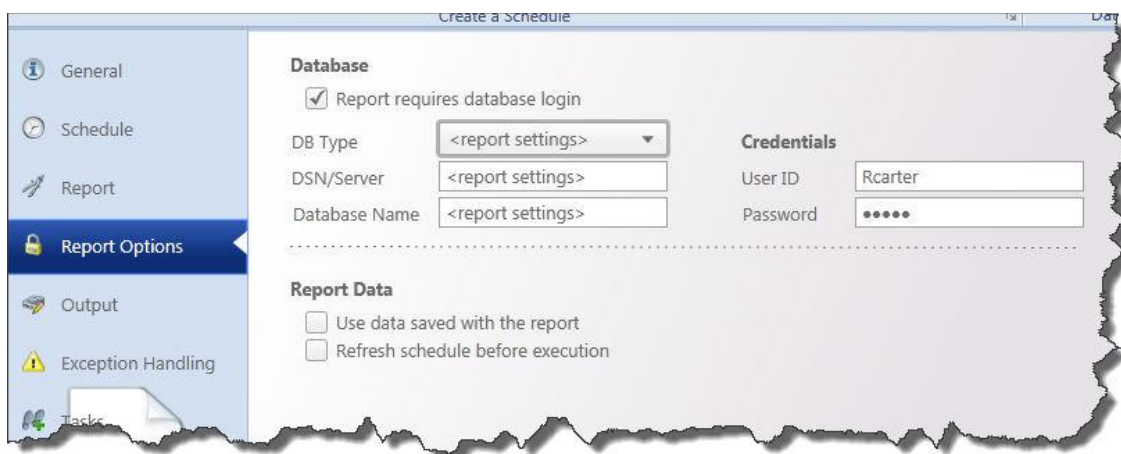 Create a Schedule
General
Schedule
Report
Report Options
Output
Exception Handling
Tasks
Database
Report requires database login
DB Type
<report settings>
DSN/Server
<report settings>
Database Name
<report settings>
Credentials
User ID
Rcarter
Password
•••••
Report Data
Use data saved with the report
Refresh schedule before execution